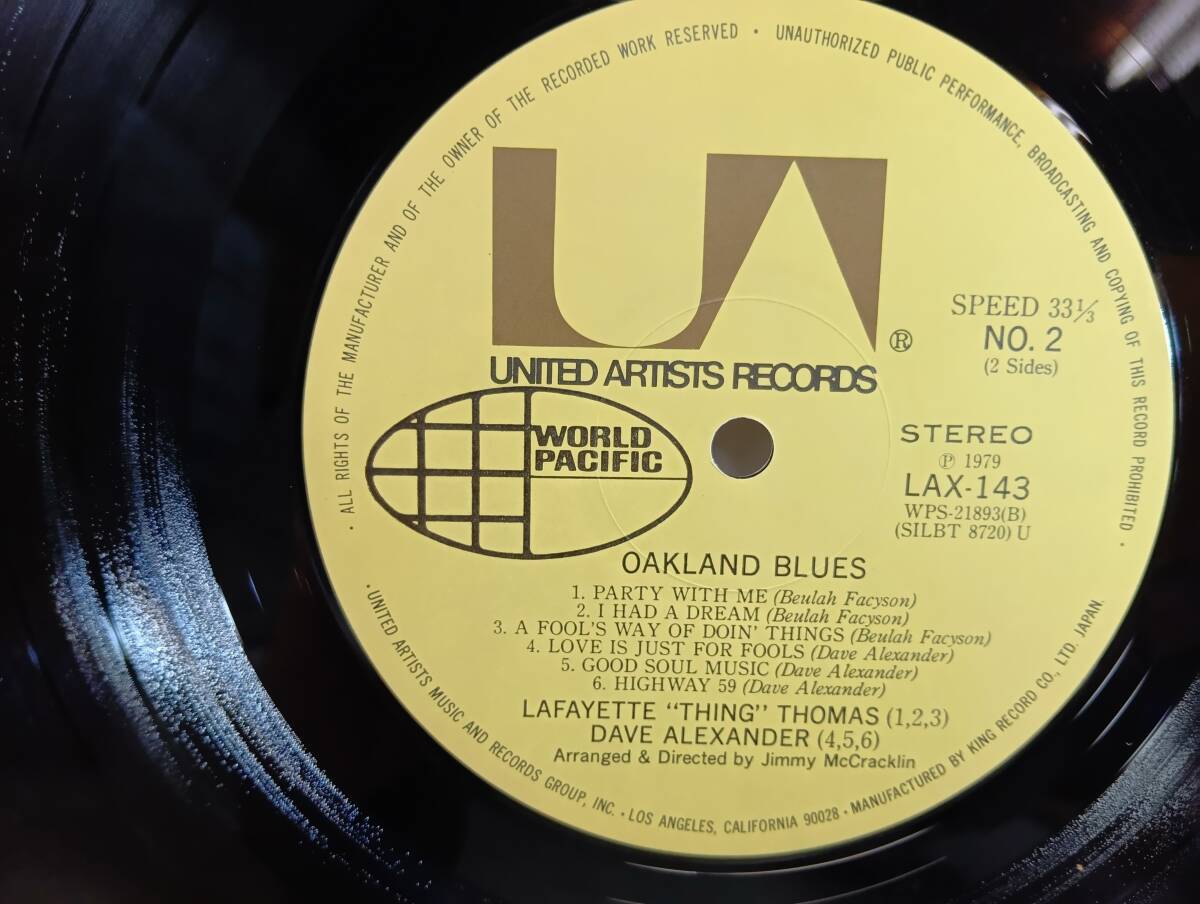 · ALL RIGHTS OF THE MANUFACTURER AND OF THE OWNER OF THE RECORDED WORK RESERVED · UNAUTHORIZED PUBLIC PERFORMANCE, BROADCASTING AND COPYING OF THIS RECORD PROHIBITED ·
UA
®
UNITED ARTISTS RECORDS
SPEED 33⅓
NO. 2
(2 Sides)
WORLD
PACIFIC
STEREO
℗ 1979
LAX-143
WPS-21893(B)
(SILBT 8720) U
OAKLAND BLUES
1. PARTY WITH ME (Beulah Facyson)
2. I HAD A DREAM (Beulah Facyson)
3. A FOOL'S WAY OF DOIN' THINGS (Beulah Facyson)
4. LOVE IS JUST FOR FOOLS (Dave Alexander)
5. GOOD SOUL MUSIC (Dave Alexander)
6. HIGHWAY 59 (Dave Alexander)
LAFAYETTE "THING" THOMAS (1,2,3)
DAVE ALEXANDER (4,5,6)
Arranged & Directed by Jimmy McCracklin
· UNITED ARTISTS MUSIC AND RECORDS GROUP, INC. · LOS ANGELES, CALIFORNIA 90028 · MANUFACTURED BY KING RECORD CO., LTD. JAPAN.